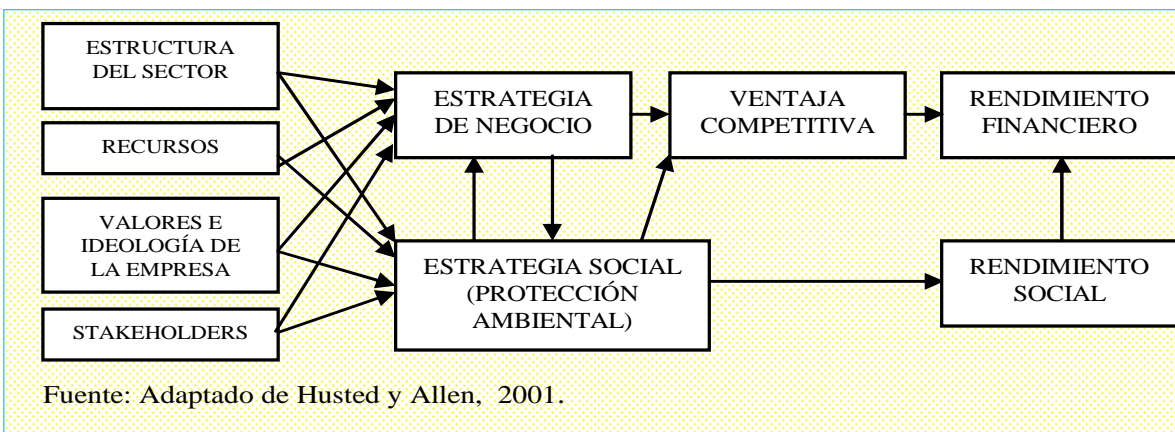 ESTRUCTURA
DEL SECTOR
RECURSOS
VALORES E
IDEOLOGÍA DE
LA EMPRESA
STAKEHOLDERS
ESTRATEGIA
DE NEGOCIO
ESTRATEGIA SOCIAL
(PROTECCIÓN
AMBIENTAL)
VENTAJA
COMPETITIVA
RENDIMIENTO
FINANCIERO
RENDIMIENTO
SOCIAL
Fuente: Adaptado de Husted y Allen, 2001.